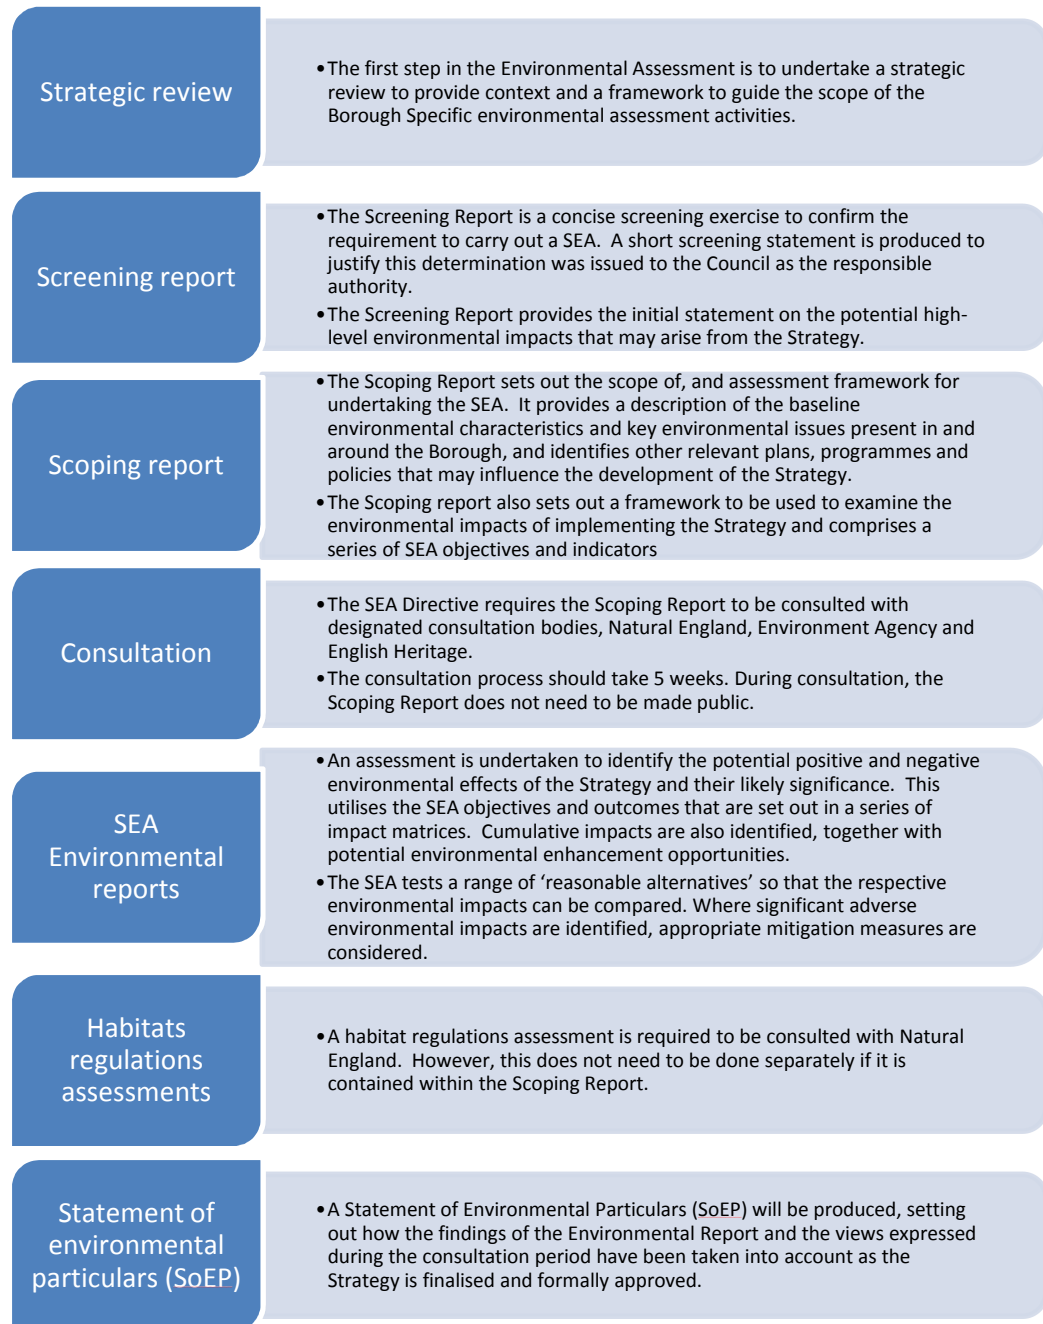 Strategic review
•The first step in the Environmental Assessment is to undertake a strategic
review to provide context and a framework to guide the scope of the
Borough Specific environmental assessment activities.
Screening report
•The Screening Report is a concise screening exercise to confirm the
requirement to carry out a SEA.  A short screening statement is produced to
justify this determination was issued to the Council as the responsible
authority.
•The Screening Report provides the initial statement on the potential high-
level environmental impacts that may arise from the Strategy.
Scoping report
•The Scoping Report sets out the scope of, and assessment framework for
undertaking the SEA.  It provides a description of the baseline
environmental characteristics and key environmental issues present in and
around the Borough, and identifies other relevant plans, programmes and
policies that may influence the development of the Strategy.
•The Scoping report also sets out a framework to be used to examine the
environmental impacts of implementing the Strategy and comprises a
series of SEA objectives and indicators
Consultation
•The SEA Directive requires the Scoping Report to be consulted with
designated consultation bodies, Natural England, Environment Agency and
English Heritage.
•The consultation process should take 5 weeks. During consultation, the
Scoping Report does not need to be made public.
SEA
Environmental
reports
•An assessment is undertaken to identify the potential positive and negative
environmental effects of the Strategy and their likely significance.  This
utilises the SEA objectives and outcomes that are set out in a series of
impact matrices.  Cumulative impacts are also identified, together with
potential environmental enhancement opportunities.
•The SEA tests a range of ‘reasonable alternatives’ so that the respective
environmental impacts can be compared. Where significant adverse
environmental impacts are identified, appropriate mitigation measures are
considered.
Habitats
regulations
assessments
•A habitat regulations assessment is required to be consulted with Natural
England.  However, this does not need to be done separately if it is
contained within the Scoping Report.
Statement of
environmental
particulars (SoEP)
•A Statement of Environmental Particulars (SoEP) will be produced, setting
out how the findings of the Environmental Report and the views expressed
during the consultation period have been taken into account as the
Strategy is finalised and formally approved.